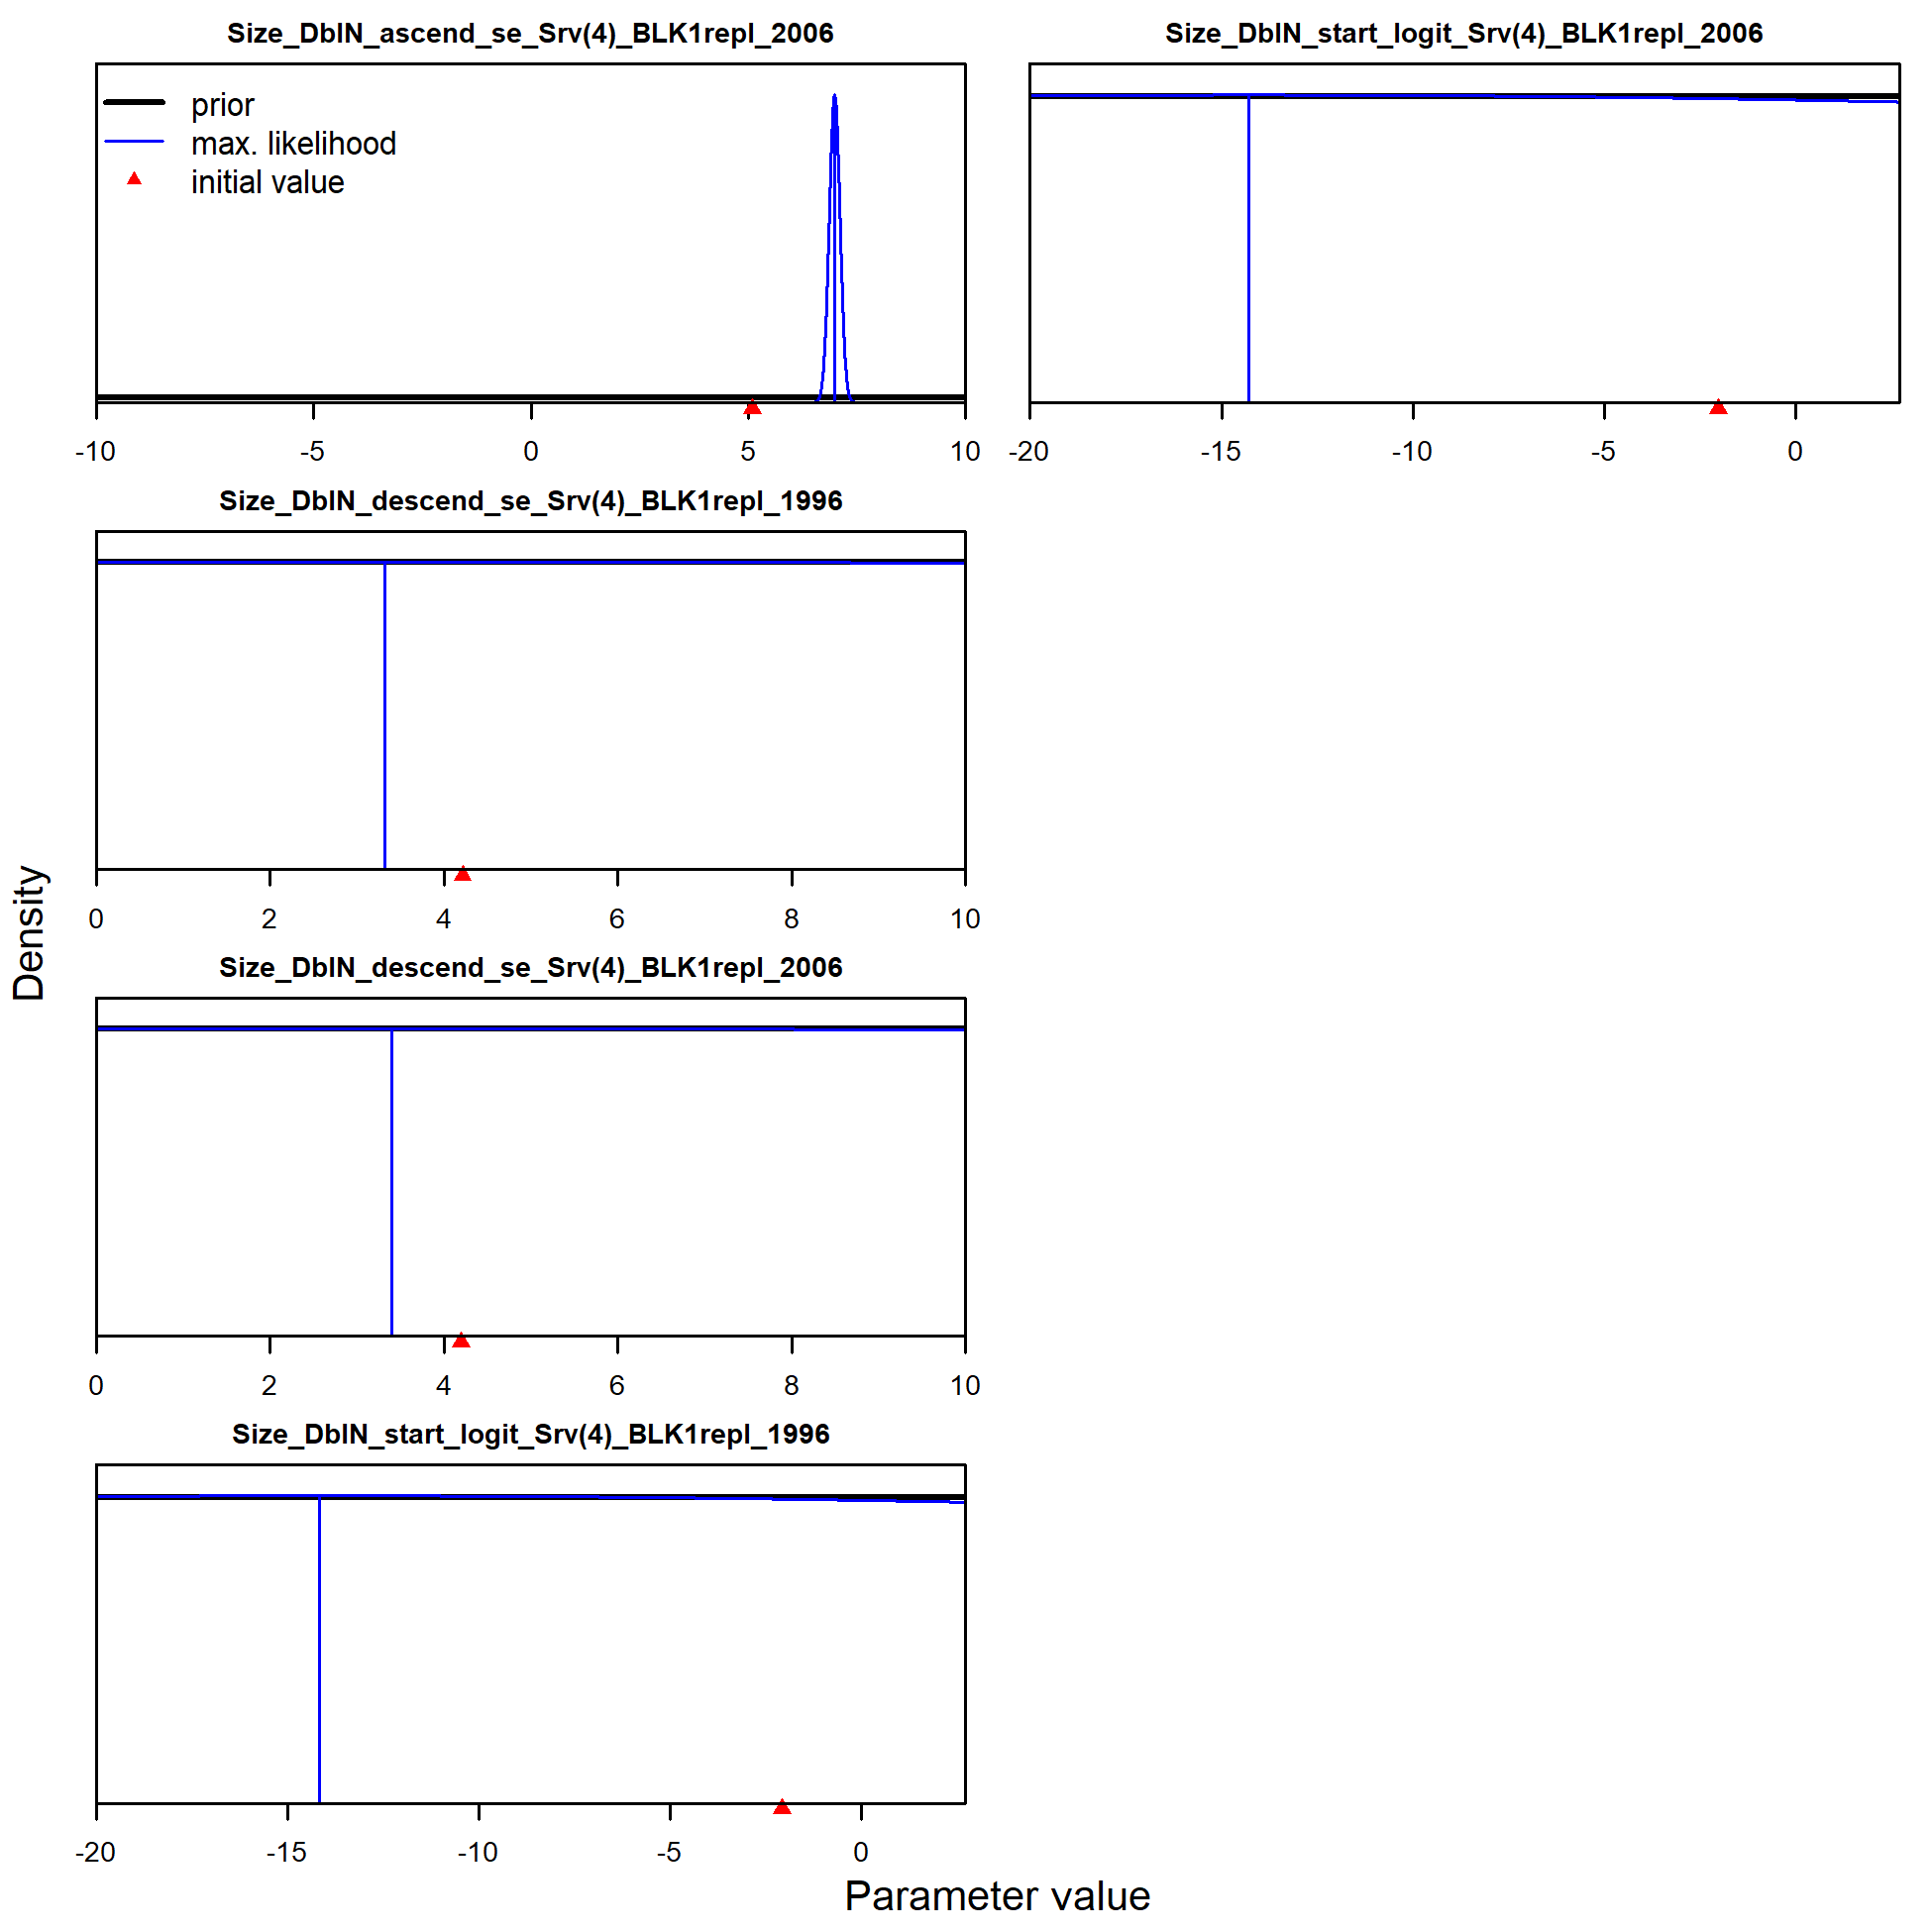 Size_DblN_ascend_se_Srv(4)_BLK1repl_2006
prior
max. likelihood
initial value
-10 -5 0 5 10
Size_DblN_start_logit_Srv(4)_BLK1repl_2006
-20 -15 -10 -5 0
Size_DblN_descend_se_Srv(4)_BLK1repl_1996
0 2 4 6 8 10
Size_DblN_descend_se_Srv(4)_BLK1repl_2006
0 2 4 6 8 10
Size_DblN_start_logit_Srv(4)_BLK1repl_1996
-20 -15 -10 -5 0
Density
Parameter value